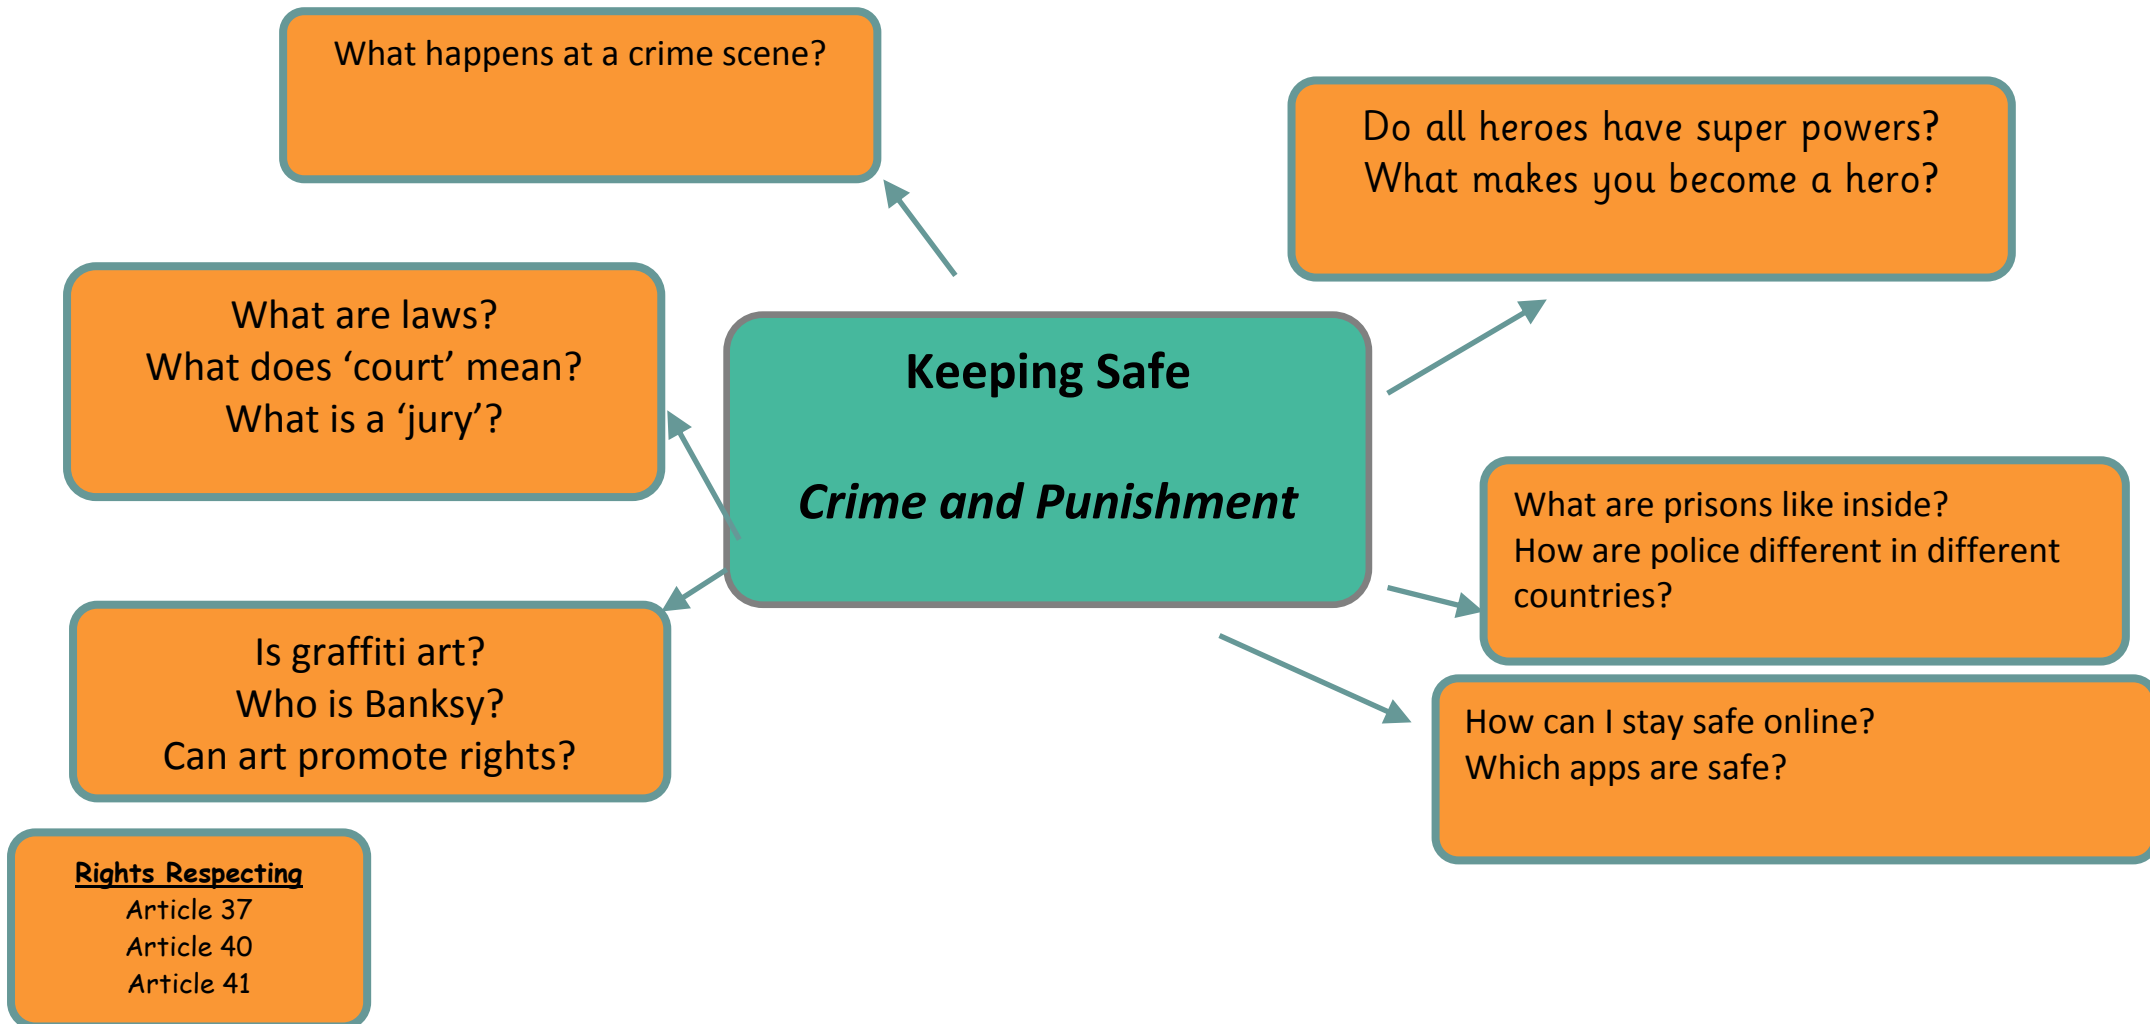 What happens at a crime scene?
Do all heroes have super powers?
What makes you become a hero?
What are laws?
What does ‘court’ mean?
What is a ‘jury’?
Keeping Safe
Crime and Punishment
What are prisons like inside?
How are police different in different
countries?
Is graffiti art?
Who is Banksy?
Can art promote rights?
How can I stay safe online?
Which apps are safe?
Rights Respecting
Article 37
Article 40
Article 41